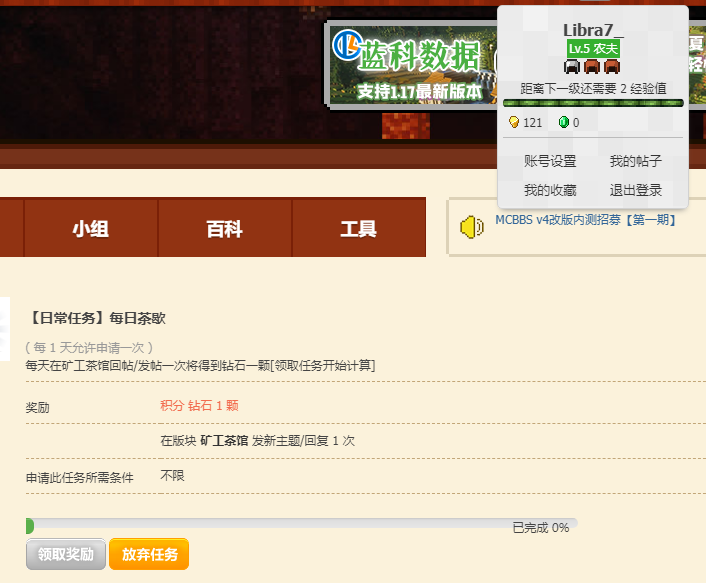 蓝科数据
支持1.17最新版本
夏
Libra7_
Lv.5 农夫
距离下一级还需要 2 经验值
121 0
账号设置 我的帖子
我的收藏 退出登录
小组 百科 工具
MCBBS v4改版内测招募【第一期】
【日常任务】每日茶歇
( 每 1 天允许申请一次 )
每天在矿工茶馆回帖/发帖一次将得到钻石一颗[领取任务开始计算]
奖励 积分 钻石 1 颗
在版块 矿工茶馆 发新主题/回复 1 次
申请此任务所需条件 不限
已完成 0%
领取奖励 放弃任务